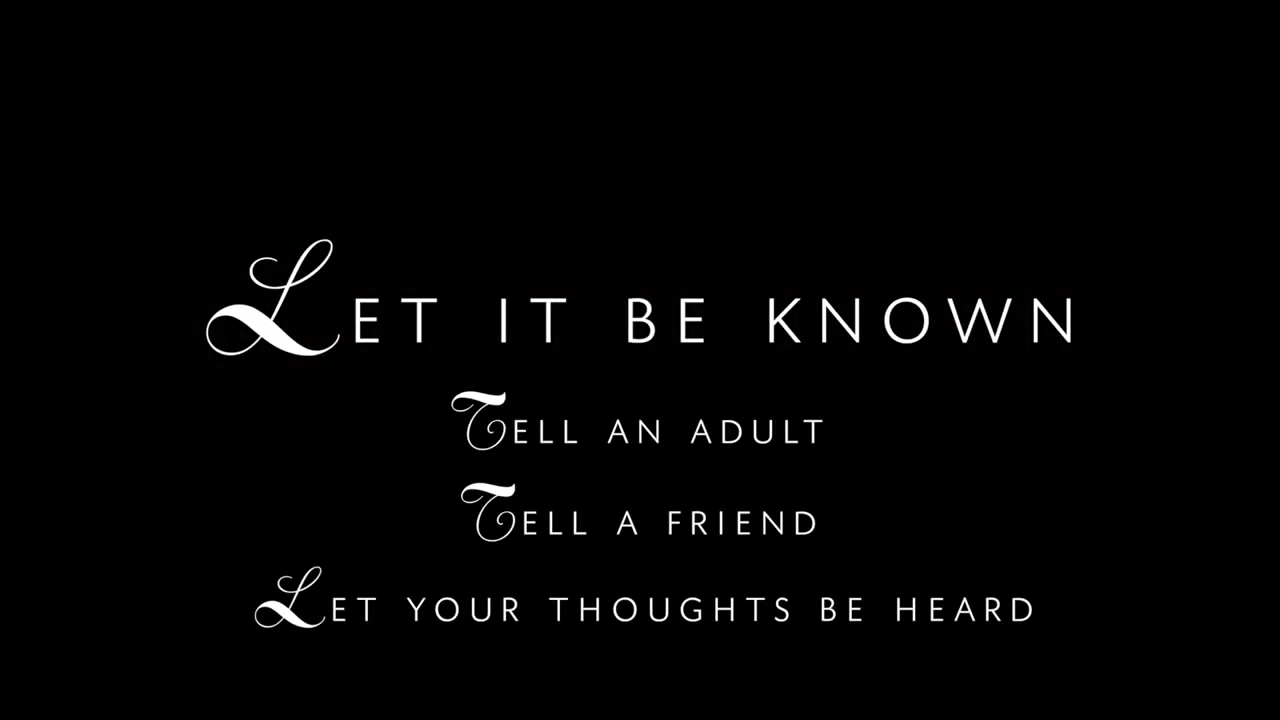 Let it be known
Tell an adult
Tell a friend
Let your thoughts be heard